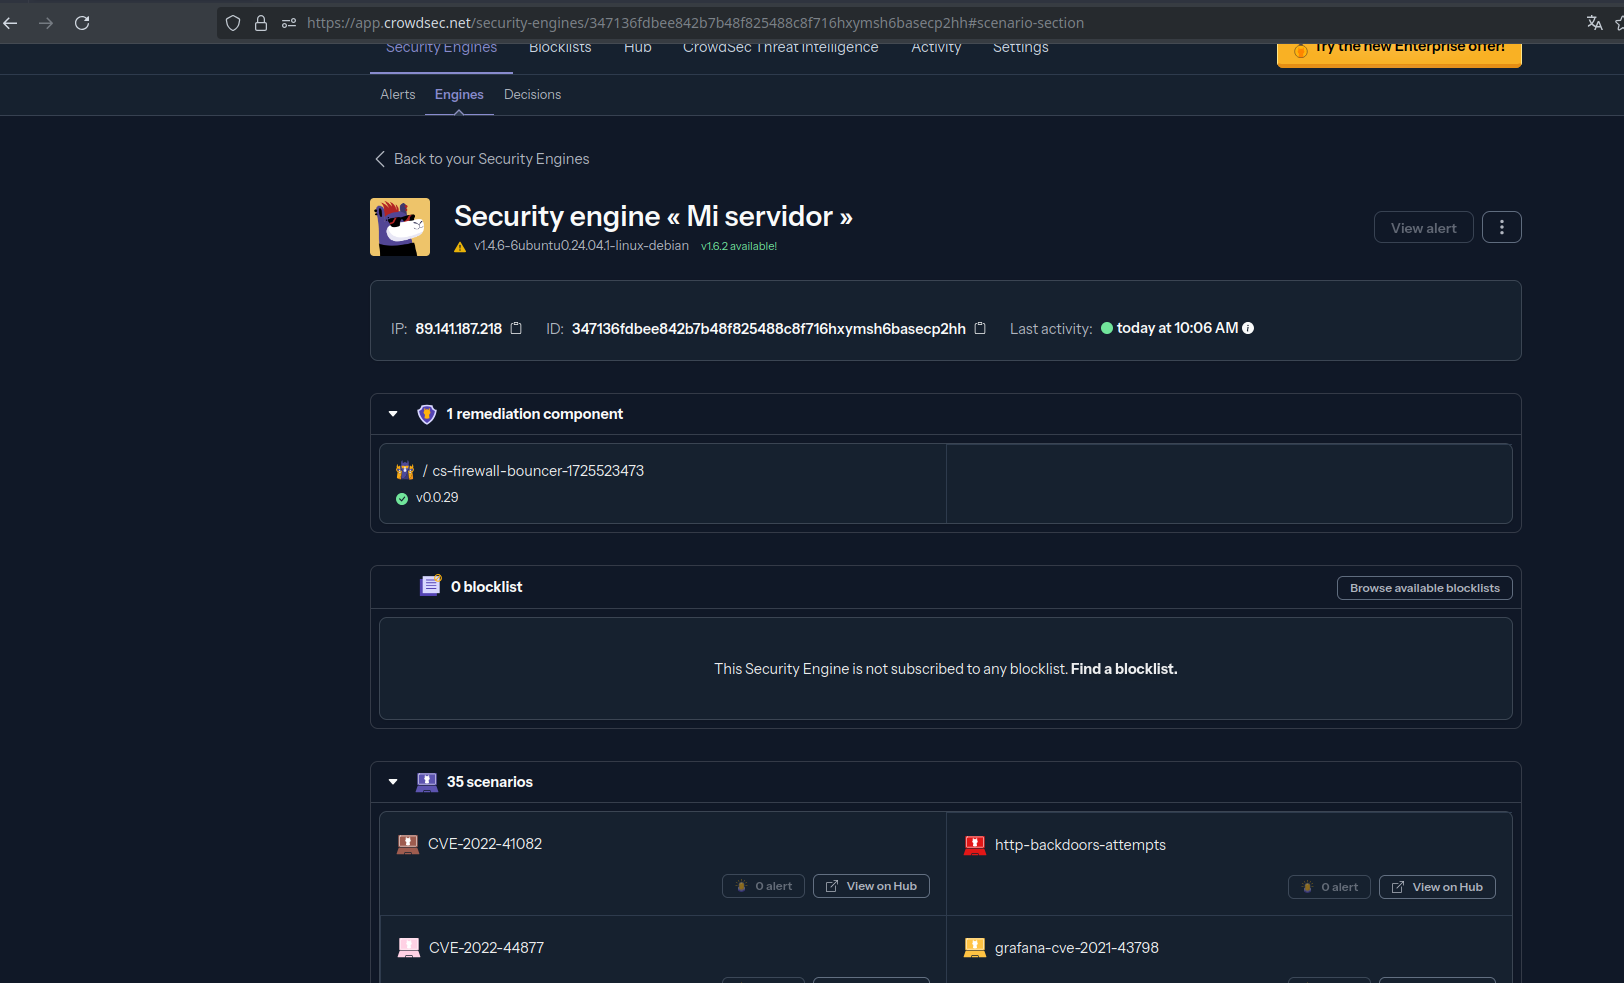 https://app.crowdsec.net/security-engines/347136fdbee842b7b48f825488c8f716hxymsh6basecp2hh#scenario-section
Security Engines Blocklists Hub CrowdSec Threat Intelligence Activity Settings Try the new Enterprise offer!
Alerts Engines Decisions
Back to your Security Engines
Security engine « Mi servidor »
v1.4.6-6ubuntu0.24.04.1-linux-debian v1.6.2 available!
View alert
IP: 89.141.187.218 ID: 347136fdbee842b7b48f825488c8f716hxymsh6basecp2hh Last activity: today at 10:06 AM
1 remediation component
/ cs-firewall-bouncer-1725523473
v0.0.29
0 blocklist
Browse available blocklists
This Security Engine is not subscribed to any blocklist. Find a blocklist.
35 scenarios
CVE-2022-41082 http-backdoors-attempts
0 alert View on Hub 0 alert View on Hub
CVE-2022-44877 grafana-cve-2021-43798